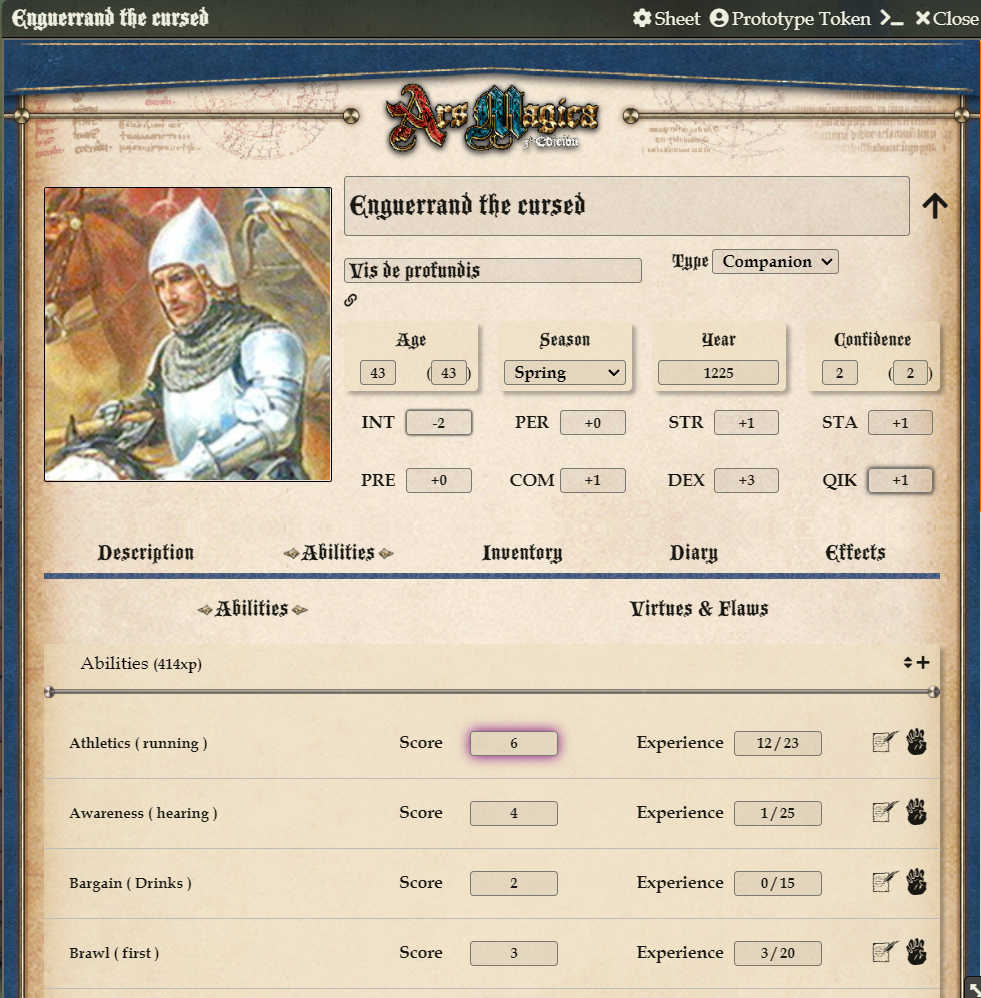 Enguerrand the cursed Sheet Prototype Token Close
Ars Magica
5ª Edición
Enguerrand the cursed
Vis de profundis Type Companion
Age Season Year Confidence
43 (43) Spring 1225 2 (2)
INT -2 PER +0 STR +1 STA +1
PRE +0 COM +1 DEX +3 QIK +1
Description Abilities Inventory Diary Effects
Abilities Virtues & Flaws
Abilities (414xp)
Athletics ( running ) Score 6 Experience 12 / 23
Awareness ( hearing ) Score 4 Experience 1 / 25
Bargain ( Drinks ) Score 2 Experience 0 / 15
Brawl ( first ) Score 3 Experience 3 / 20